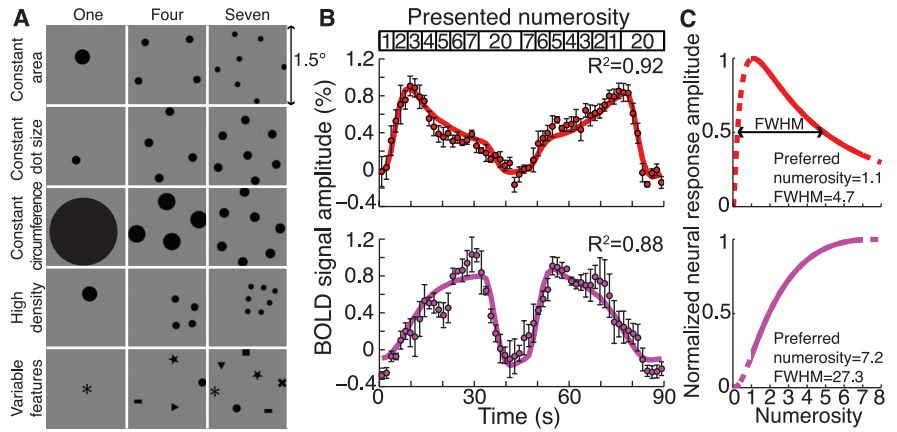 A
One Four Seven
Constant
area
1.5°
Constant
dot size
Constant
circumference
High
density
Variable
features
*
*
B
Presented numerosity
1 2 3 4 5 6 7 20 7 6 5 4 3 2 1 20
R²=0.92
1.2
0.8
0.4
0
−0.4
BOLD signal amplitude (%)
R²=0.88
1.2
0.8
0.4
0
−0.4
0 30 60 90
Time (s)
C
Normalized neural response amplitude
1
0.5
0
FWHM
Preferred
numerosity=1.1
FWHM=4.7
1
0.5
0
Preferred
numerosity=7.2
FWHM=27.3
0 1 2 3 4 5 6 7 8
Numerosity